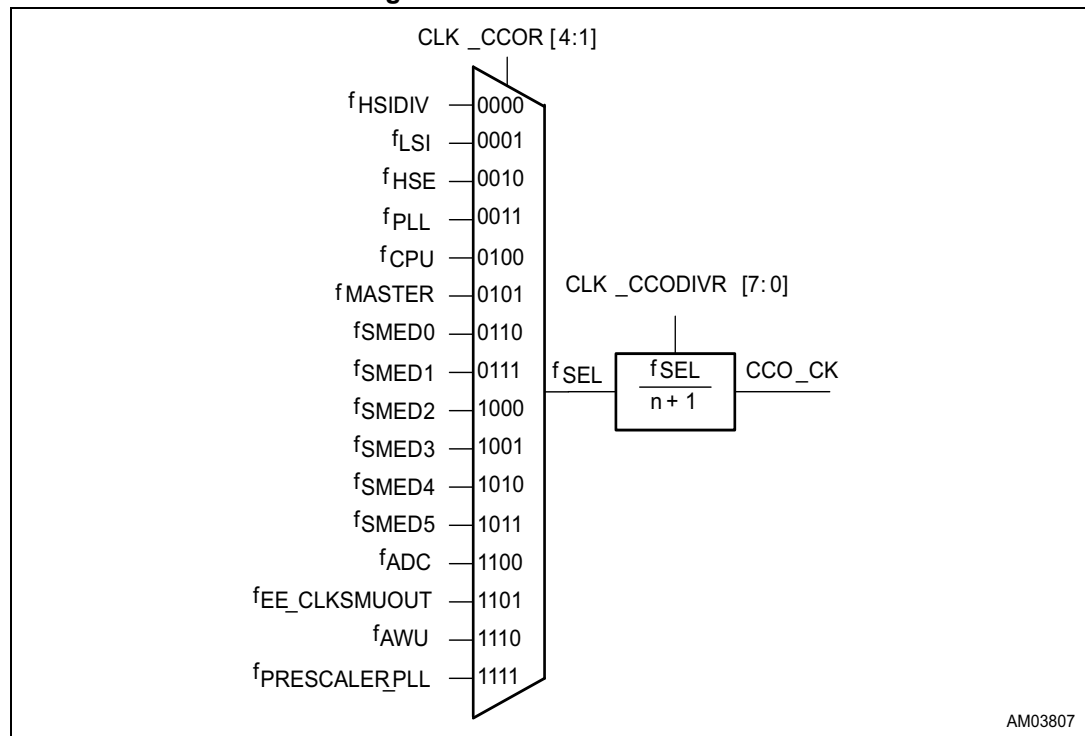 CLK _CCOR [4:1]
fHSIDIV 0000
fLSI 0001
fHSE 0010
fPLL 0011
fCPU 0100
fMASTER 0101
CLK _CCODIVR [7:0]
fSMED0 0110
fSMED1 0111
fSEL
fSEL
n + 1
CCO_CK
fSMED2 1000
fSMED3 1001
fSMED4 1010
fSMED5 1011
fADC 1100
fEE_CLKSMUOUT 1101
fAWU 1110
fPRESCALER_PLL 1111
AM03807